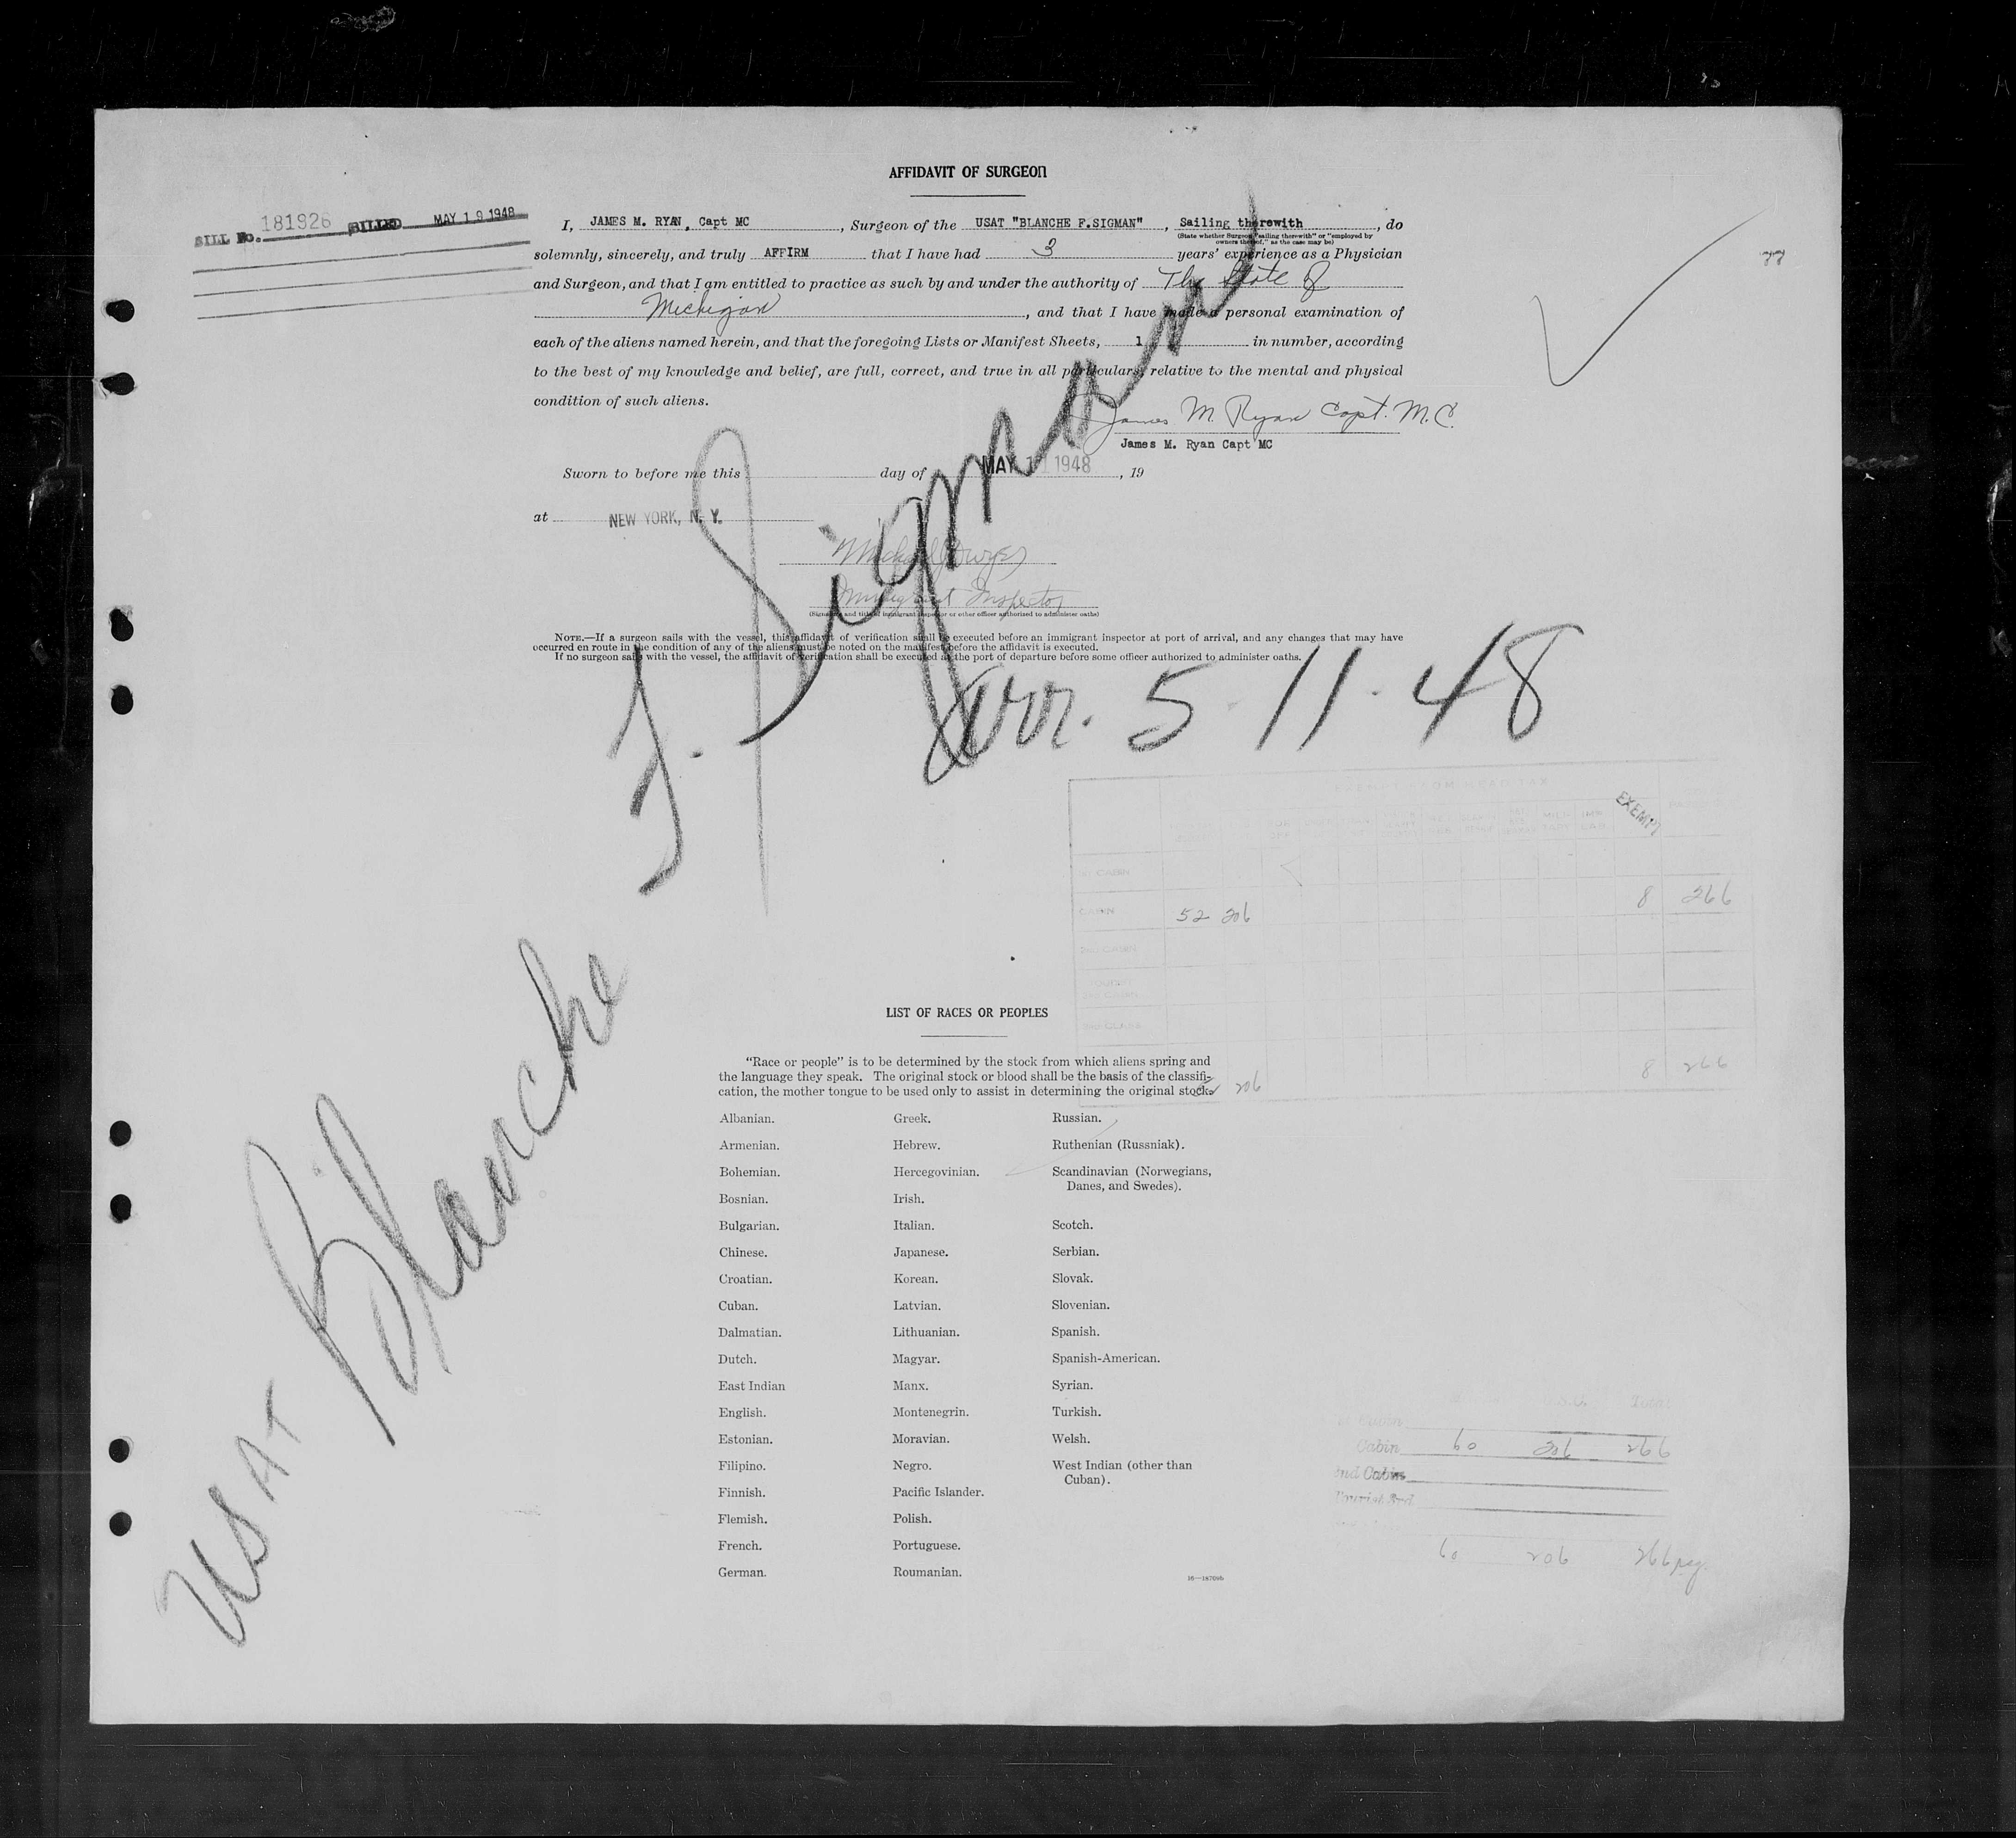 AFFIDAVIT OF SURGEON
BILL No. 181926 BILLED MAY 19 1948
I, JAMES M. RYAN, Capt MC, Surgeon of the USAT "BLANCHE F. SIGMAN", Sailing therewith, do
(State whether Surgeon "sailing therewith" or "employed by
owners thereof," as the case may be)
solemnly, sincerely, and truly AFFIRM that I have had 3 years' experience as a Physician
and Surgeon, and that I am entitled to practice as such by and under the authority of The State of
Michigan, and that I have made a personal examination of
each of the aliens named herein, and that the foregoing Lists or Manifest Sheets, 1 in number, according
to the best of my knowledge and belief, are full, correct, and true in all particulars, relative to the mental and physical
condition of such aliens.
James M. Ryan Capt. M.C.
James M. Ryan Capt MC
Sworn to before me this day of MAY 11 1948, 19
at NEW YORK, N. Y.
Immigrant Inspector
(Signature and title of immigrant inspector or other officer authorized to administer oaths)
NOTE.—If a surgeon sails with the vessel, this affidavit of verification shall be executed before an immigrant inspector at port of arrival, and any changes that may have
occurred en route in the condition of any of the aliens must be noted on the manifest before the affidavit is executed.
If no surgeon sails with the vessel, the affidavit of verification shall be executed at the port of departure before some officer authorized to administer oaths.
USAT Blanche F. Sigman
Arr. 5-11-48
EXEMPT
CABIN 52 206 8 266
2nd CABIN
8 266
206
LIST OF RACES OR PEOPLES
"Race or people" is to be determined by the stock from which aliens spring and
the language they speak. The original stock or blood shall be the basis of the classifi-
cation, the mother tongue to be used only to assist in determining the original stock.
Albanian. Greek. Russian.
Armenian. Hebrew. Ruthenian (Russniak).
Bohemian. Hercegovinian. Scandinavian (Norwegians,
Danes, and Swedes).
Bosnian. Irish.
Bulgarian. Italian. Scotch.
Chinese. Japanese. Serbian.
Croatian. Korean. Slovak.
Cuban. Latvian. Slovenian.
Dalmatian. Lithuanian. Spanish.
Dutch. Magyar. Spanish-American.
East Indian Manx. Syrian.
English. Montenegrin. Turkish.
Estonian. Moravian. Welsh.
Filipino. Negro. West Indian (other than
Cuban).
Finnish. Pacific Islander.
Flemish. Polish.
French. Portuguese.
German. Roumanian.
Total
Cabin 60 206 266
2nd Cabin
60 206 266